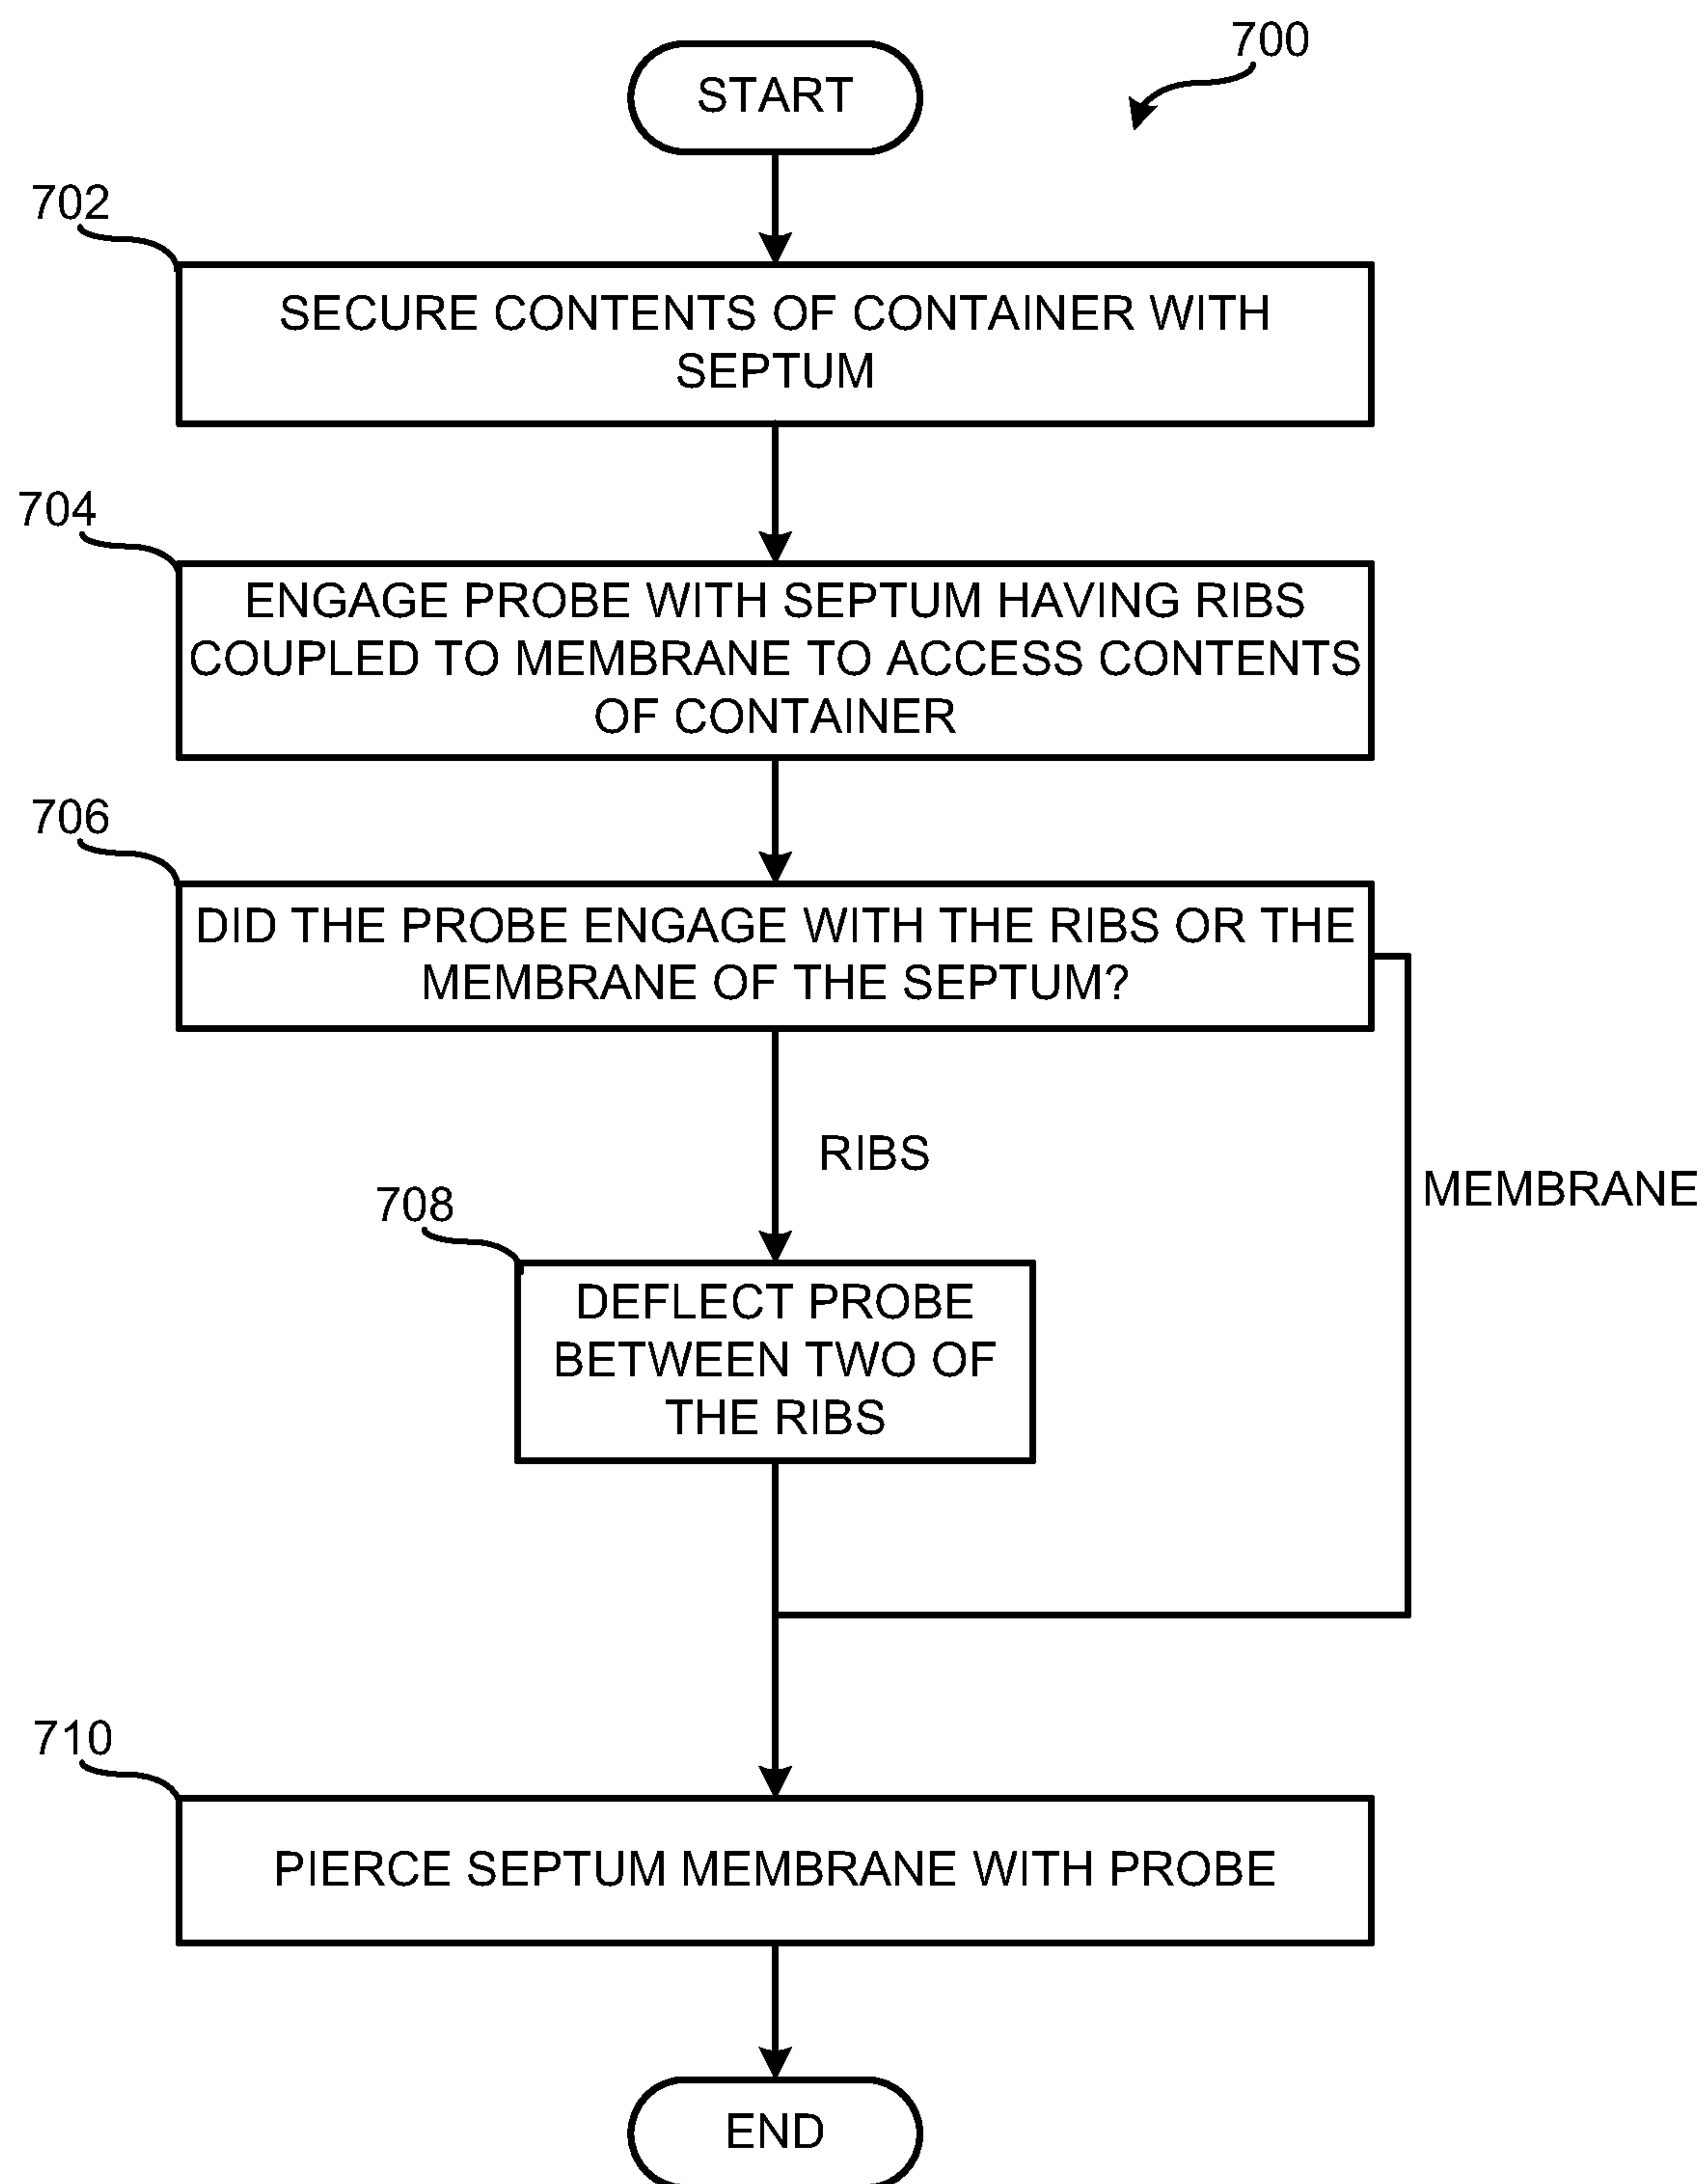 START
700
702
SECURE CONTENTS OF CONTAINER WITH
SEPTUM
704
ENGAGE PROBE WITH SEPTUM HAVING RIBS
COUPLED TO MEMBRANE TO ACCESS CONTENTS
OF CONTAINER
706
DID THE PROBE ENGAGE WITH THE RIBS OR THE
MEMBRANE OF THE SEPTUM?
RIBS
MEMBRANE
708
DEFLECT PROBE
BETWEEN TWO OF
THE RIBS
710
PIERCE SEPTUM MEMBRANE WITH PROBE
END